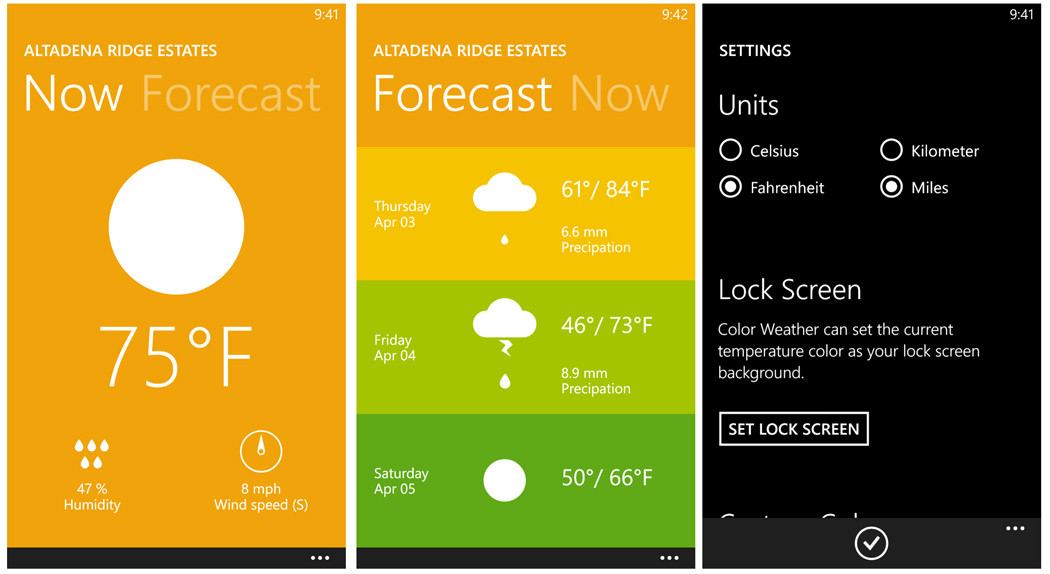 9:41
ALTADENA RIDGE ESTATES
Now Forecast
75°F
47 %
Humidity
8 mph
Wind speed (S)
9:42
ALTADENA RIDGE ESTATES
Forecast Now
Thursday
Apr 03
61°/ 84°F
6.6 mm
Precipation
Friday
Apr 04
46°/ 73°F
8.9 mm
Precipation
Saturday
Apr 05
50°/ 66°F
9:41
SETTINGS
Units
Celsius
Kilometer
Fahrenheit
Miles
Lock Screen
Color Weather can set the current
temperature color as your lock screen
background.
SET LOCK SCREEN